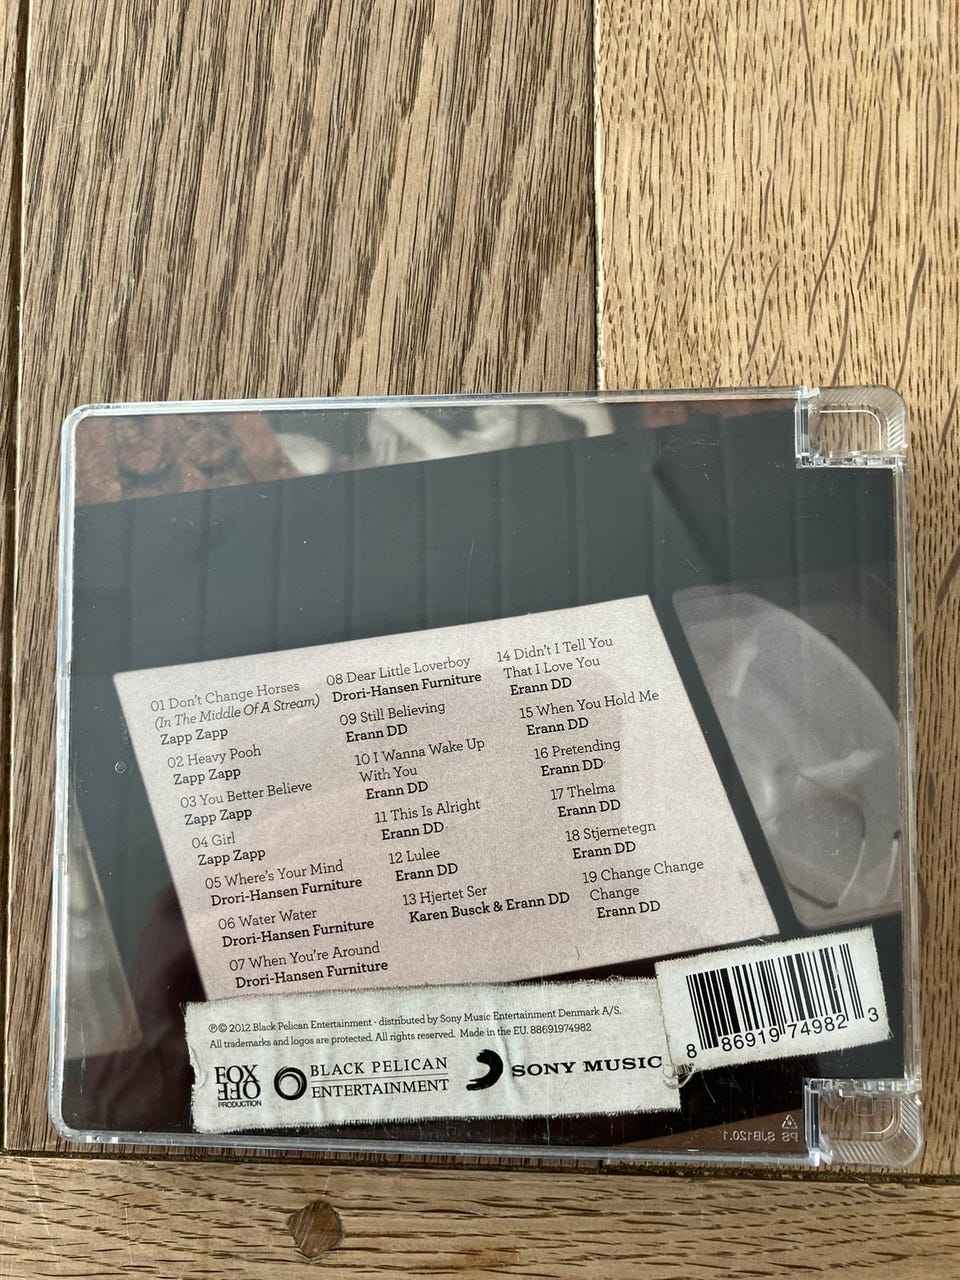 01 Don't Change Horses
(In The Middle Of A Stream)
Zapp Zapp
02 Heavy Pooh
Zapp Zapp
03 You Better Believe
Zapp Zapp
04 Girl
Zapp Zapp
05 Where's Your Mind
Drori-Hansen Furniture
06 Water Water
Drori-Hansen Furniture
07 When You're Around
Drori-Hansen Furniture
08 Dear Little Loverboy
Drori-Hansen Furniture
09 Still Believing
Erann DD
10 I Wanna Wake Up
With You
Erann DD
11 This Is Alright
Erann DD
12 Lulee
Erann DD
13 Hjertet Ser
Karen Busck & Erann DD
14 Didn't I Tell You
That I Love You
Erann DD
15 When You Hold Me
Erann DD
16 Pretending
Erann DD
17 Thelma
Erann DD
18 Stjernetegn
Erann DD
19 Change Change
Change
Erann DD
℗© 2012 Black Pelican Entertainment - distributed by Sony Music Entertainment Denmark A/S.
All trademarks and logos are protected. All rights reserved. Made in the EU. 88691974982
FOX
OFF
PRODUCTION
BLACK PELICAN
ENTERTAINMENT
SONY MUSIC
8 86919 74982 3
PS SJB120.1